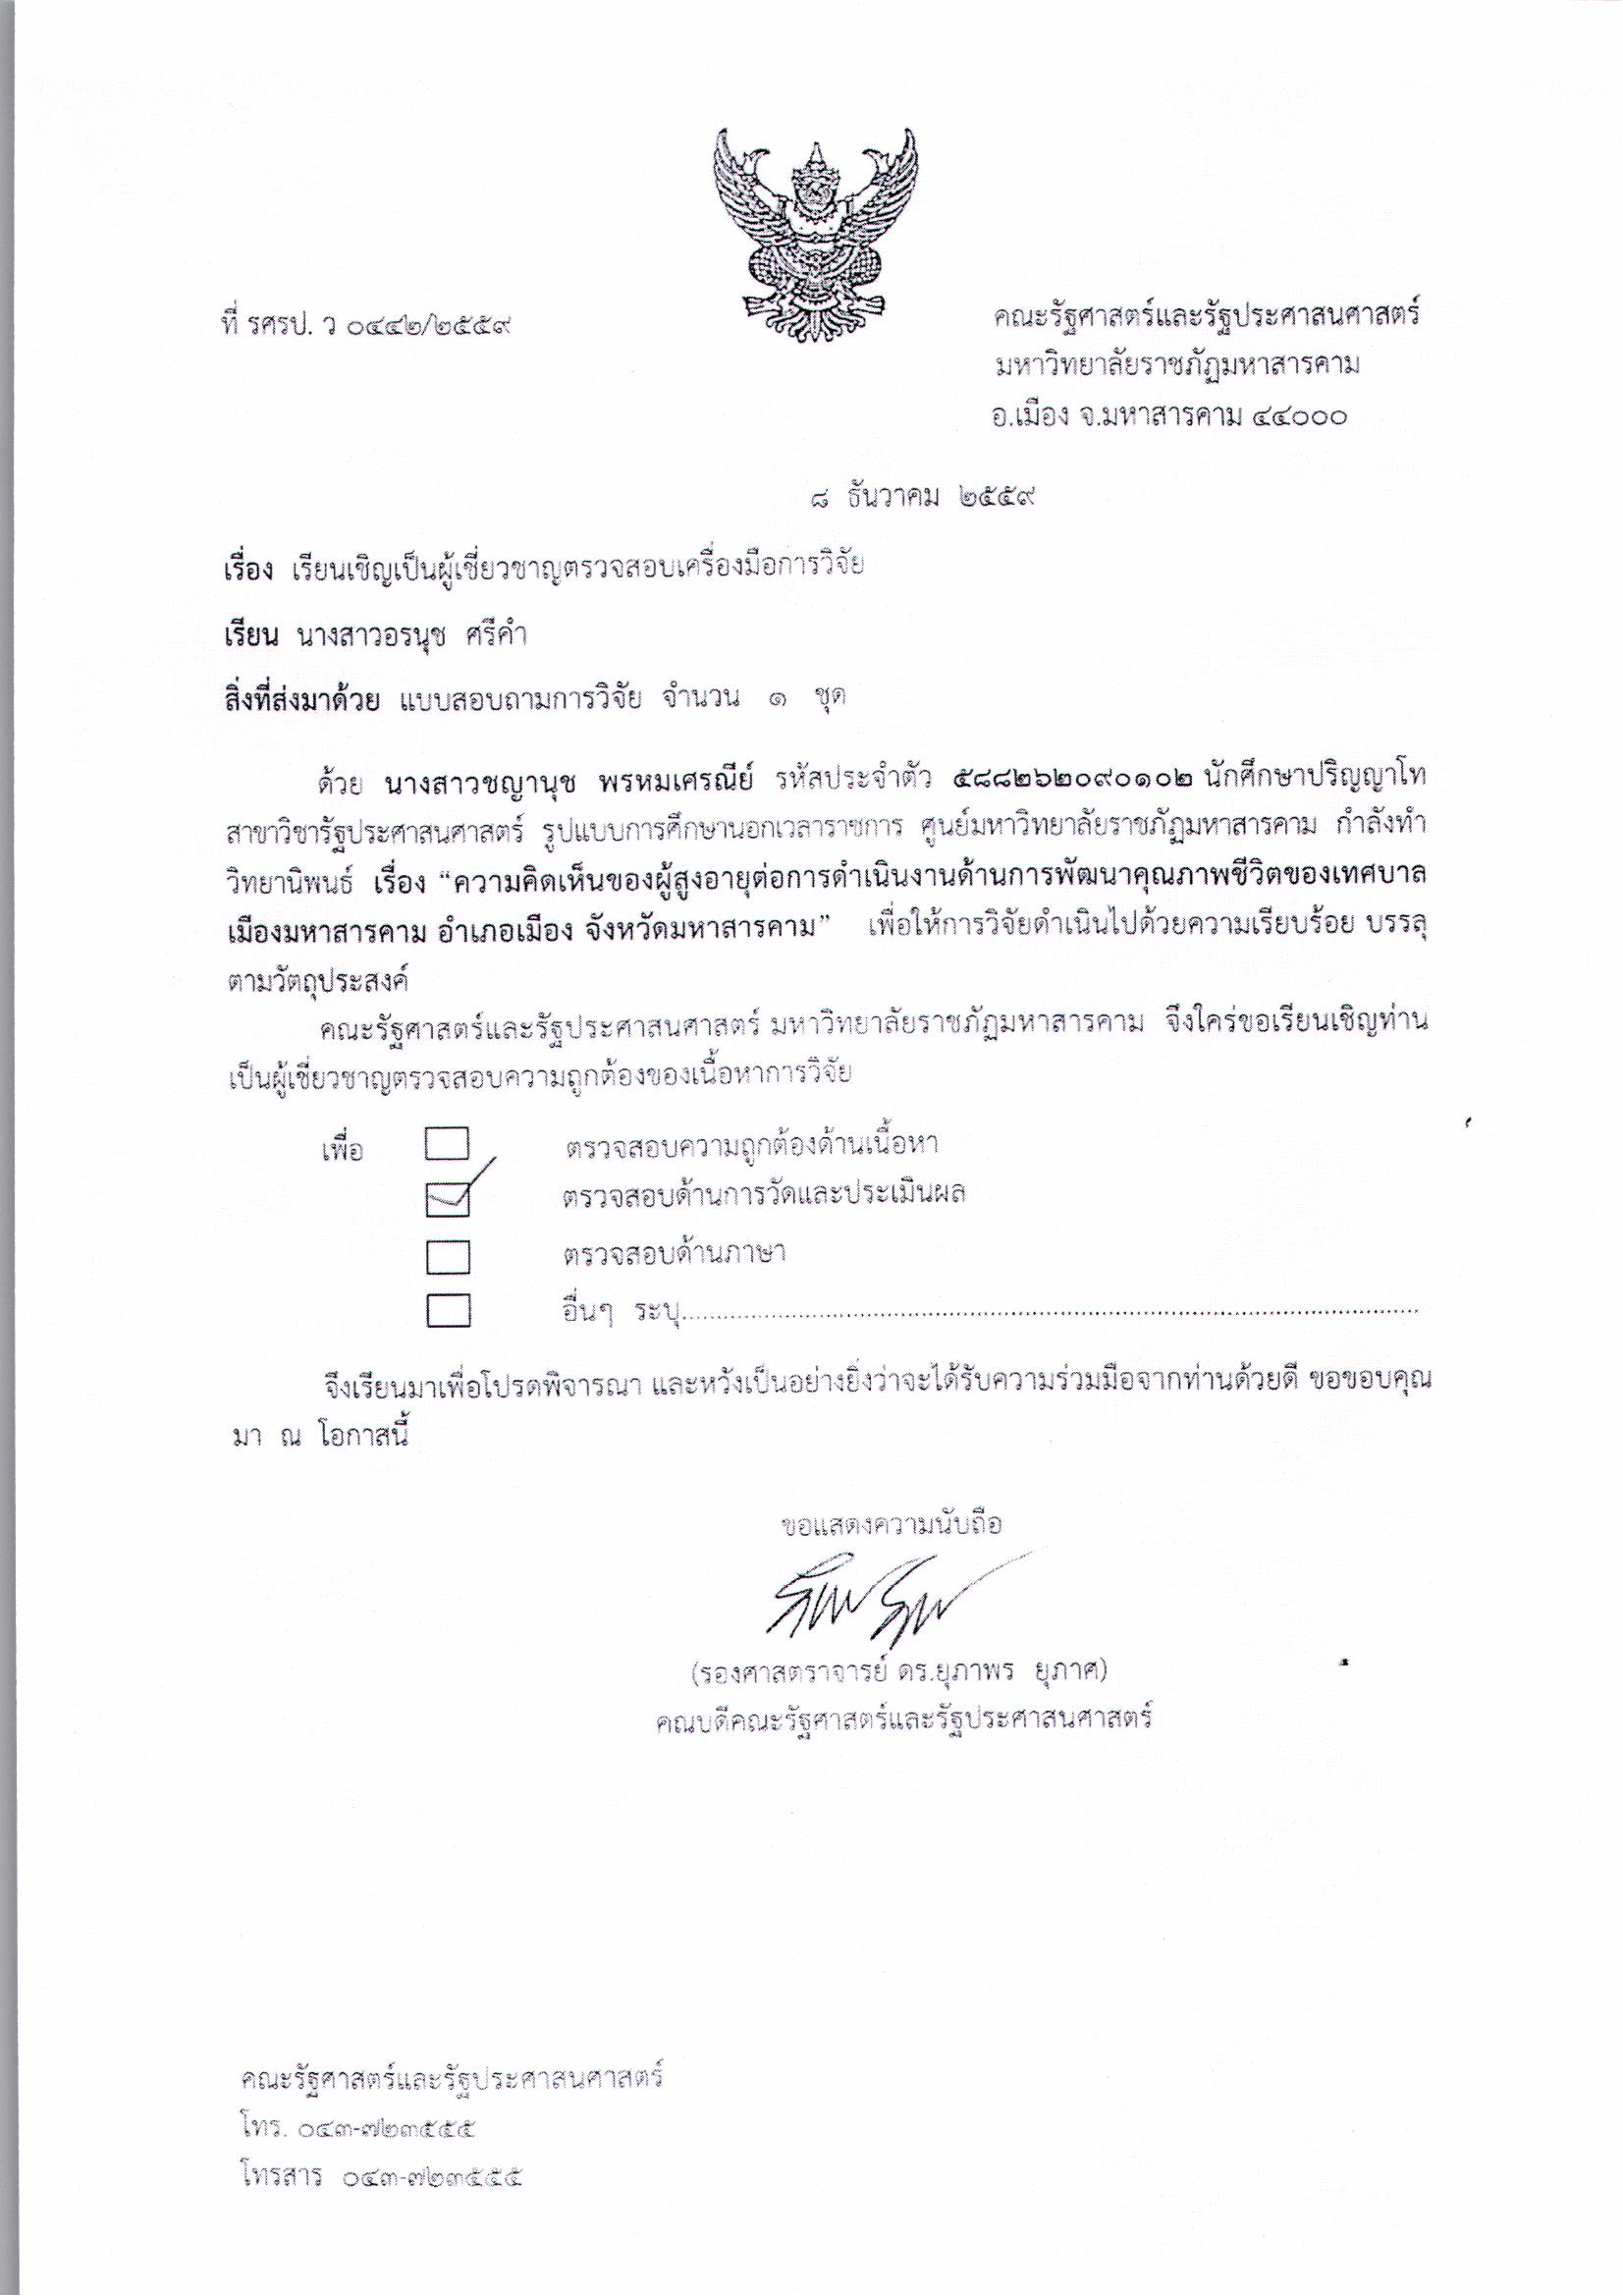 ที่ รศรป. ว ๐๔๔๒/๒๕๕๙
คณะรัฐศาสตร์และรัฐประศาสนศาสตร์
มหาวิทยาลัยราชภัฏมหาสารคาม
อ.เมือง จ.มหาสารคาม ๔๔๐๐๐
๘ ธันวาคม ๒๕๕๙
เรื่อง เรียนเชิญเป็นผู้เชี่ยวชาญตรวจสอบเครื่องมือการวิจัย
เรียน นางสาวอรนุช ศรีคำ
สิ่งที่ส่งมาด้วย แบบสอบถามการวิจัย จำนวน ๑ ชุด
ด้วย นางสาวชญานุช พรหมเศรณีย์ รหัสประจำตัว ๕๘๘๒๖๒๐๙๐๑๐๒ นักศึกษาปริญญาโท
สาขาวิชารัฐประศาสนศาสตร์ รูปแบบการศึกษานอกเวลาราชการ ศูนย์มหาวิทยาลัยราชภัฏมหาสารคาม กำลังทำ
วิทยานิพนธ์ เรื่อง “ความคิดเห็นของผู้สูงอายุต่อการดำเนินงานด้านการพัฒนาคุณภาพชีวิตของเทศบาล
เมืองมหาสารคาม อำเภอเมือง จังหวัดมหาสารคาม” เพื่อให้การวิจัยดำเนินไปด้วยความเรียบร้อย บรรลุ
ตามวัตถุประสงค์
คณะรัฐศาสตร์และรัฐประศาสนศาสตร์ มหาวิทยาลัยราชภัฏมหาสารคาม จึงใคร่ขอเรียนเชิญท่าน
เป็นผู้เชี่ยวชาญตรวจสอบความถูกต้องของเนื้อหาการวิจัย
เพื่อ ตรวจสอบความถูกต้องด้านเนื้อหา
ตรวจสอบด้านการวัดและประเมินผล
ตรวจสอบด้านภาษา
อื่นๆ ระบุ....................................................................................................
จึงเรียนมาเพื่อโปรดพิจารณา และหวังเป็นอย่างยิ่งว่าจะได้รับความร่วมมือจากท่านด้วยดี ขอขอบคุณ
มา ณ โอกาสนี้
ขอแสดงความนับถือ
(รองศาสตราจารย์ ดร.ยุภาพร ยุภาศ)
คณบดีคณะรัฐศาสตร์และรัฐประศาสนศาสตร์
คณะรัฐศาสตร์และรัฐประศาสนศาสตร์
โทร. ๐๔๓-๗๒๓๕๕๕
โทรสาร ๐๔๓-๗๒๓๕๕๕